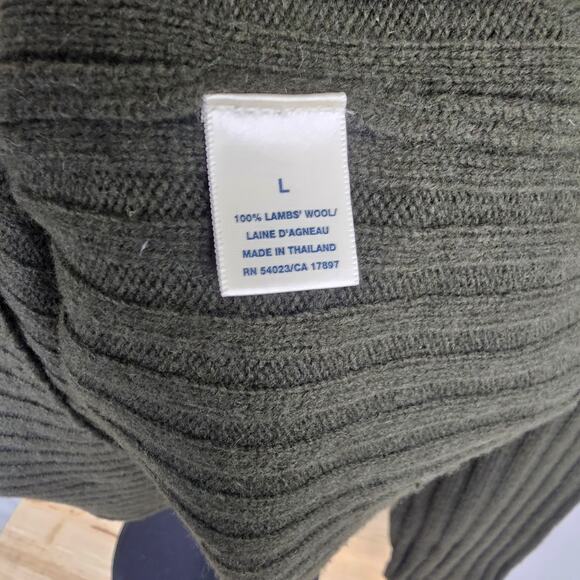 L
100% LAMBS' WOOL/
LAINE D'AGNEAU
MADE IN THAILAND
RN 54023/CA 17897